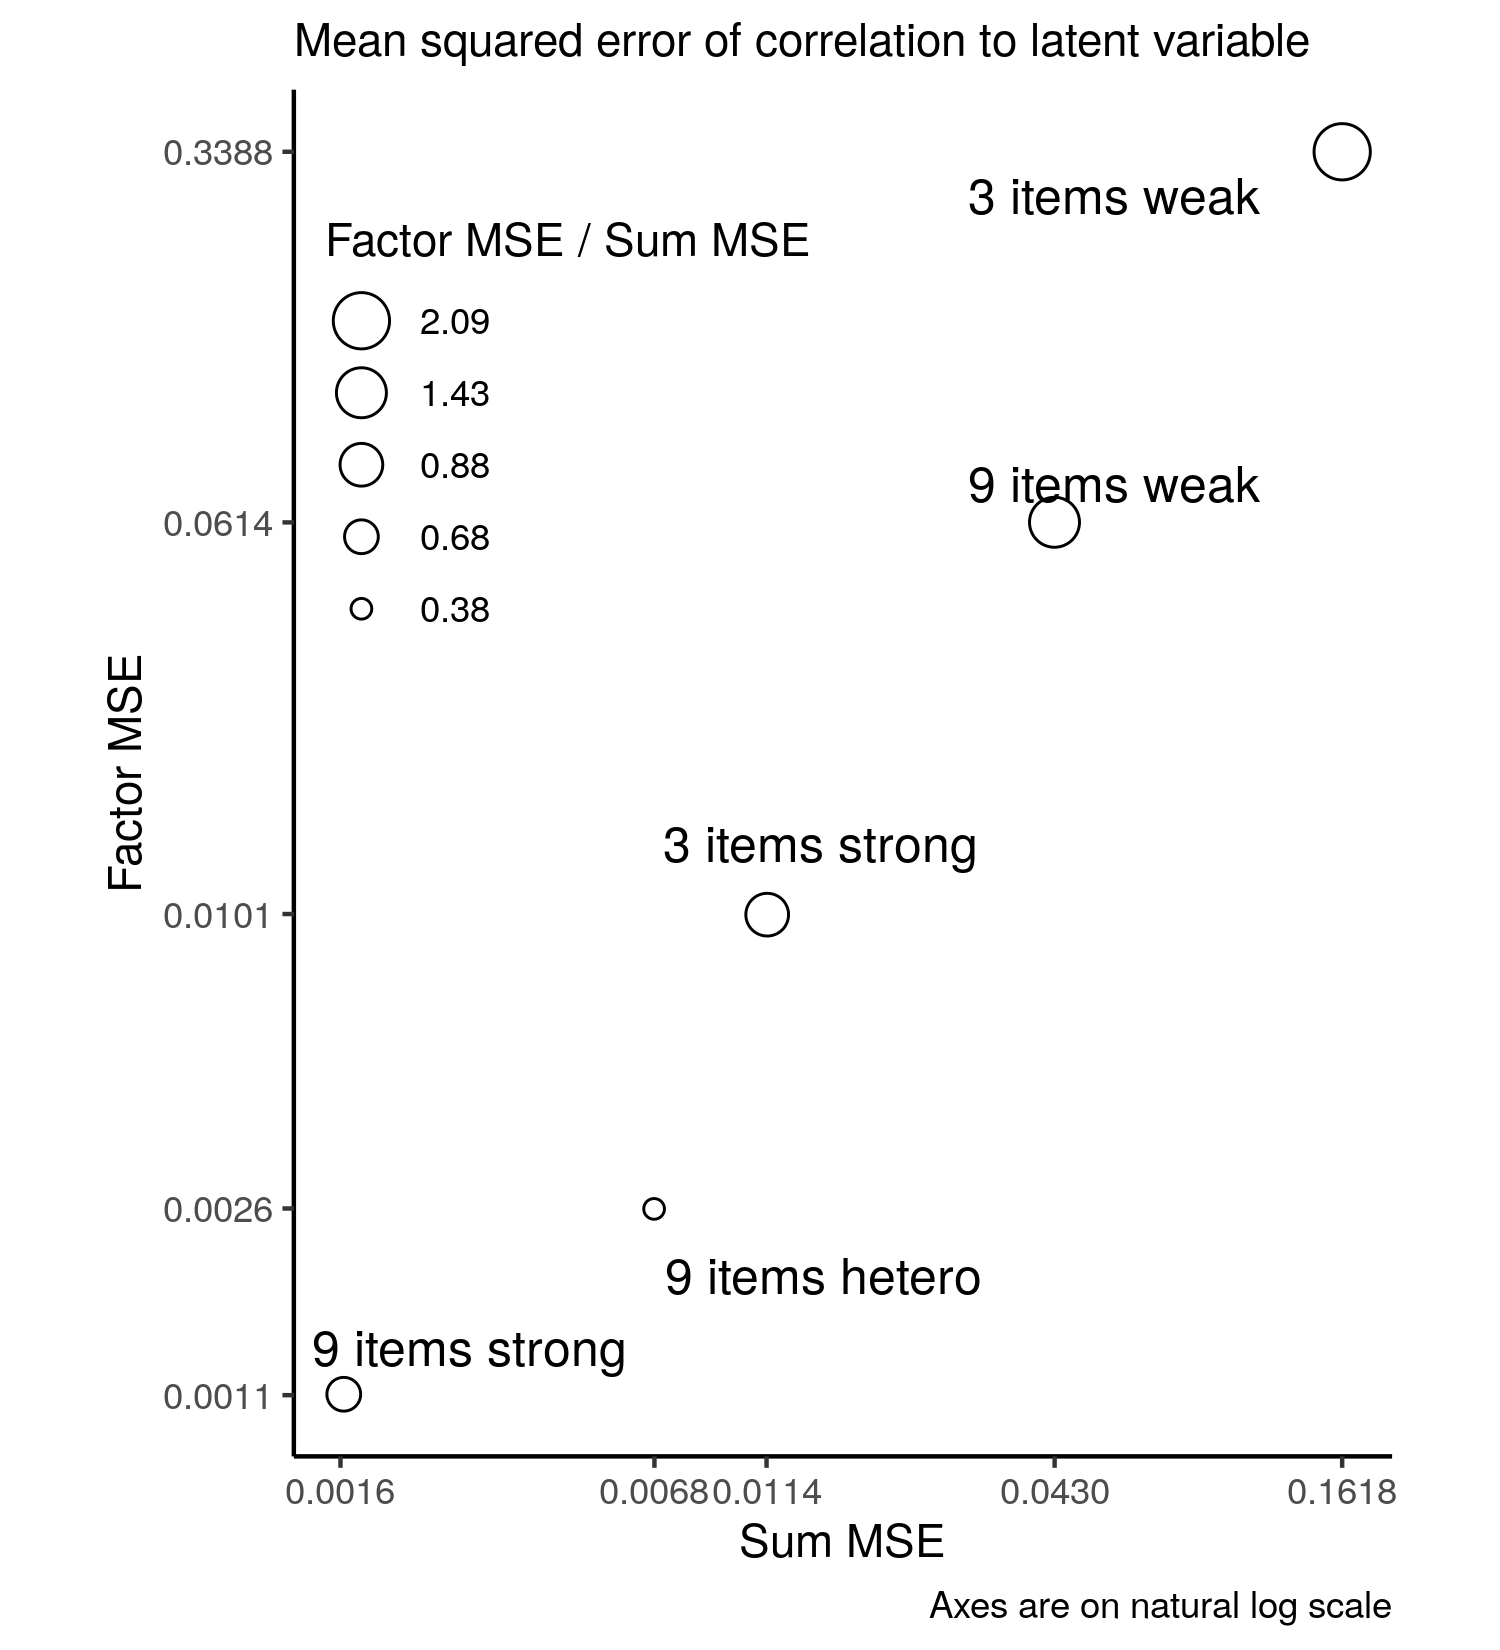 Mean squared error of correlation to latent variable
0.3388
3 items weak
Factor MSE / Sum MSE
2.09
1.43
0.88
0.68
0.38
9 items weak
0.0614
Factor MSE
3 items strong
0.0101
0.0026
9 items hetero
9 items strong
0.0011
0.0016 0.0068 0.0114 0.0430 0.1618
Sum MSE
Axes are on natural log scale